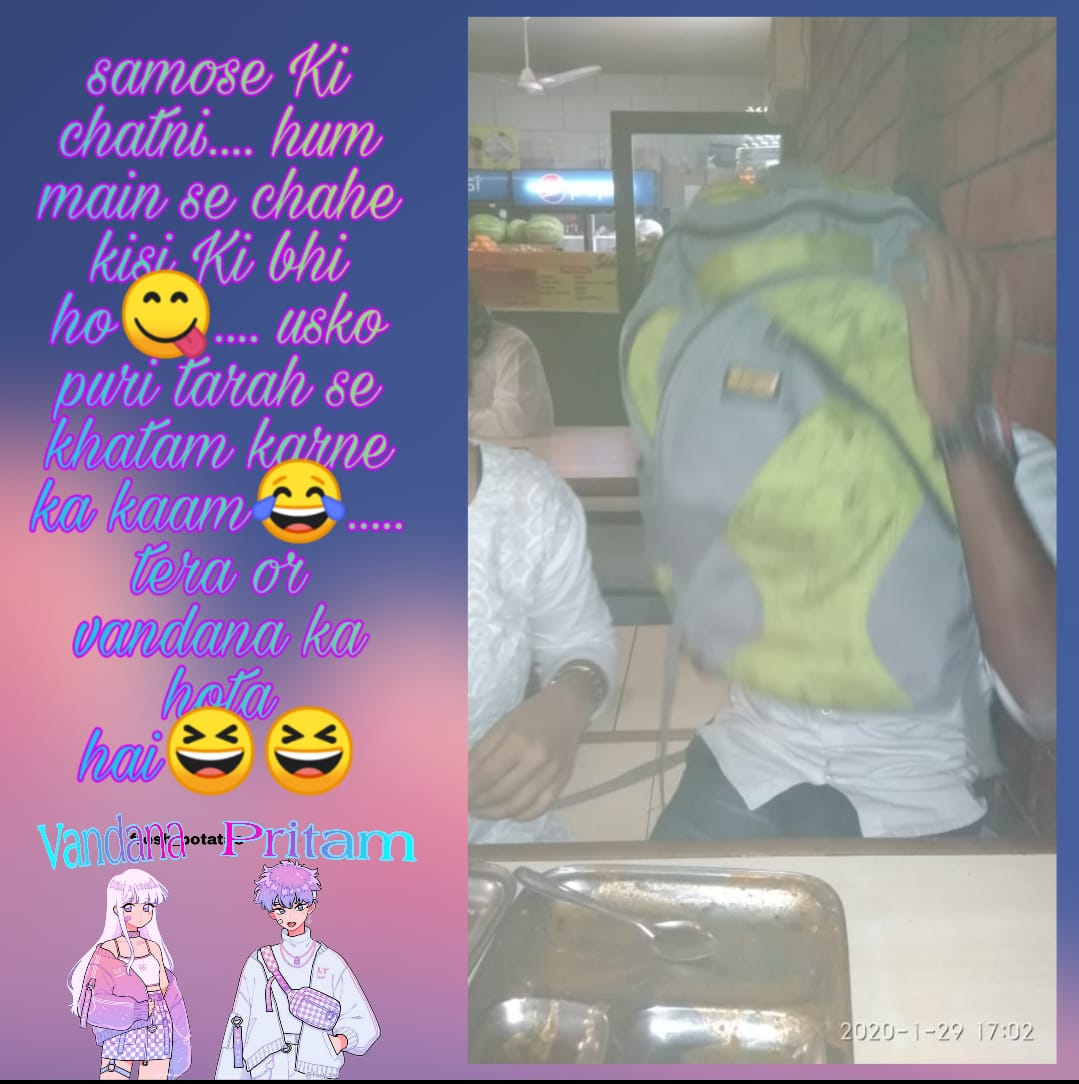 samose Ki
chatni.... hum
main se chahe
kisi Ki bhi
ho😋.... usko
puri tarah se
khatam karne
ka kaam😂.....
tera or
vandana ka
hota
hai😆😆
Vandana Pritam
pepsi
2020-1-29 17:02